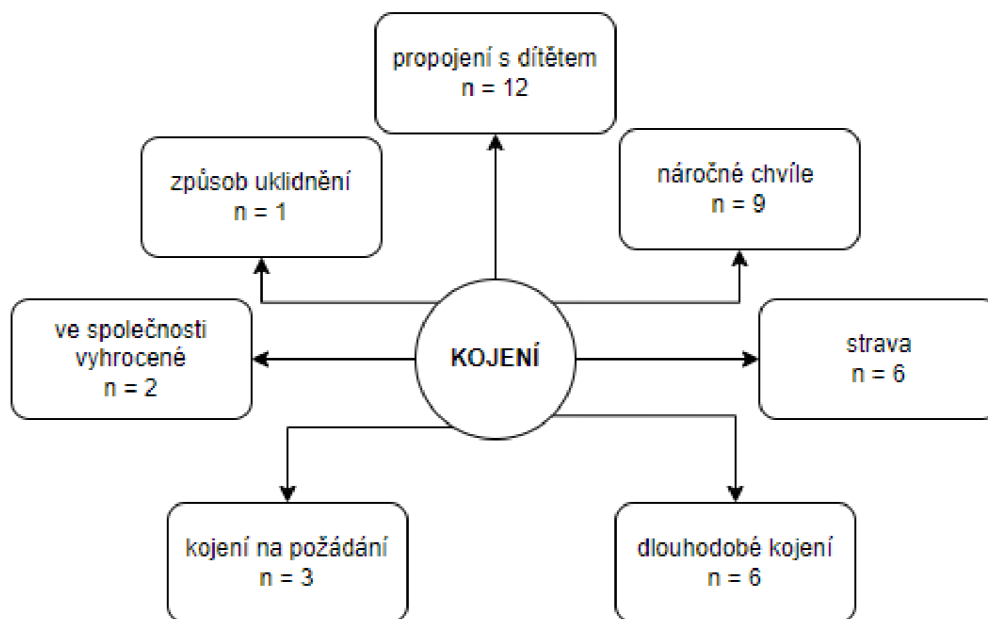 propojení s dítětem
n = 12
způsob uklidnění
n = 1
náročné chvíle
n = 9
ve společnosti
vyhrocené
n = 2
KOJENÍ
strava
n = 6
kojení na požádání
n = 3
dlouhodobé kojení
n = 6